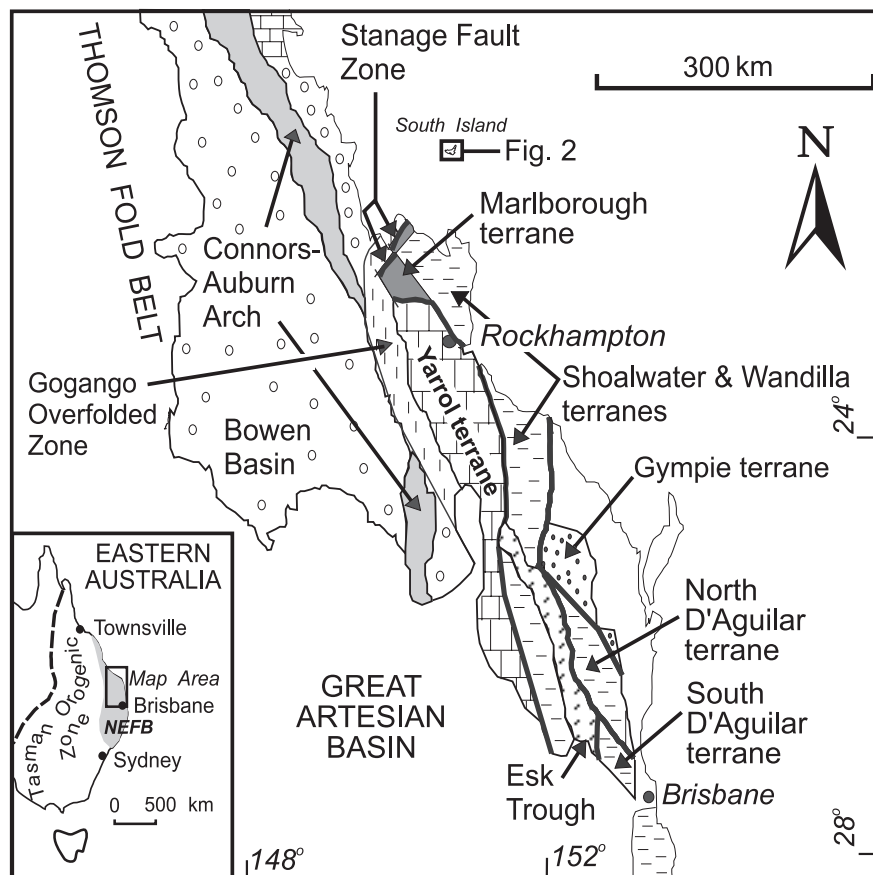 THOMSON FOLD BELT
Stanage Fault
Zone
300 km
South Island
Fig. 2
N
Marlborough
terrane
Connors-
Auburn
Arch
Rockhampton
Gogango
Overfolded
Zone
Yarrol terrane
Shoalwater & Wandilla
terranes
24°
Bowen
Basin
Gympie terrane
EASTERN
AUSTRALIA
Townsville
Map Area
Brisbane
NEFB
Tasman Orogenic
Zone
Sydney
0 500 km
North
D'Aguilar
terrane
GREAT
ARTESIAN
BASIN
South
D'Aguilar
terrane
Esk
Trough
Brisbane
28°
148°
152°